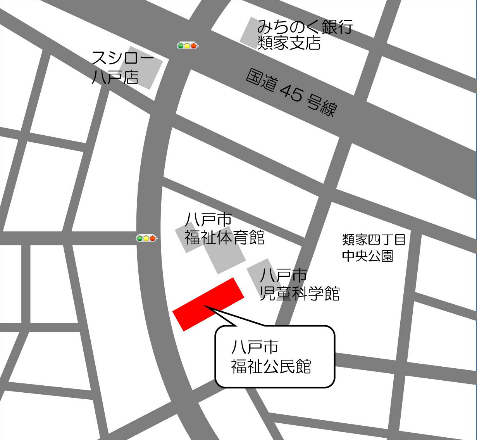 みちのく銀行
類家支店
スシロー
八戸店
国道45号線
八戸市
福祉体育館
類家四丁目
中央公園
八戸市
児童科学館
八戸市
福祉公民館